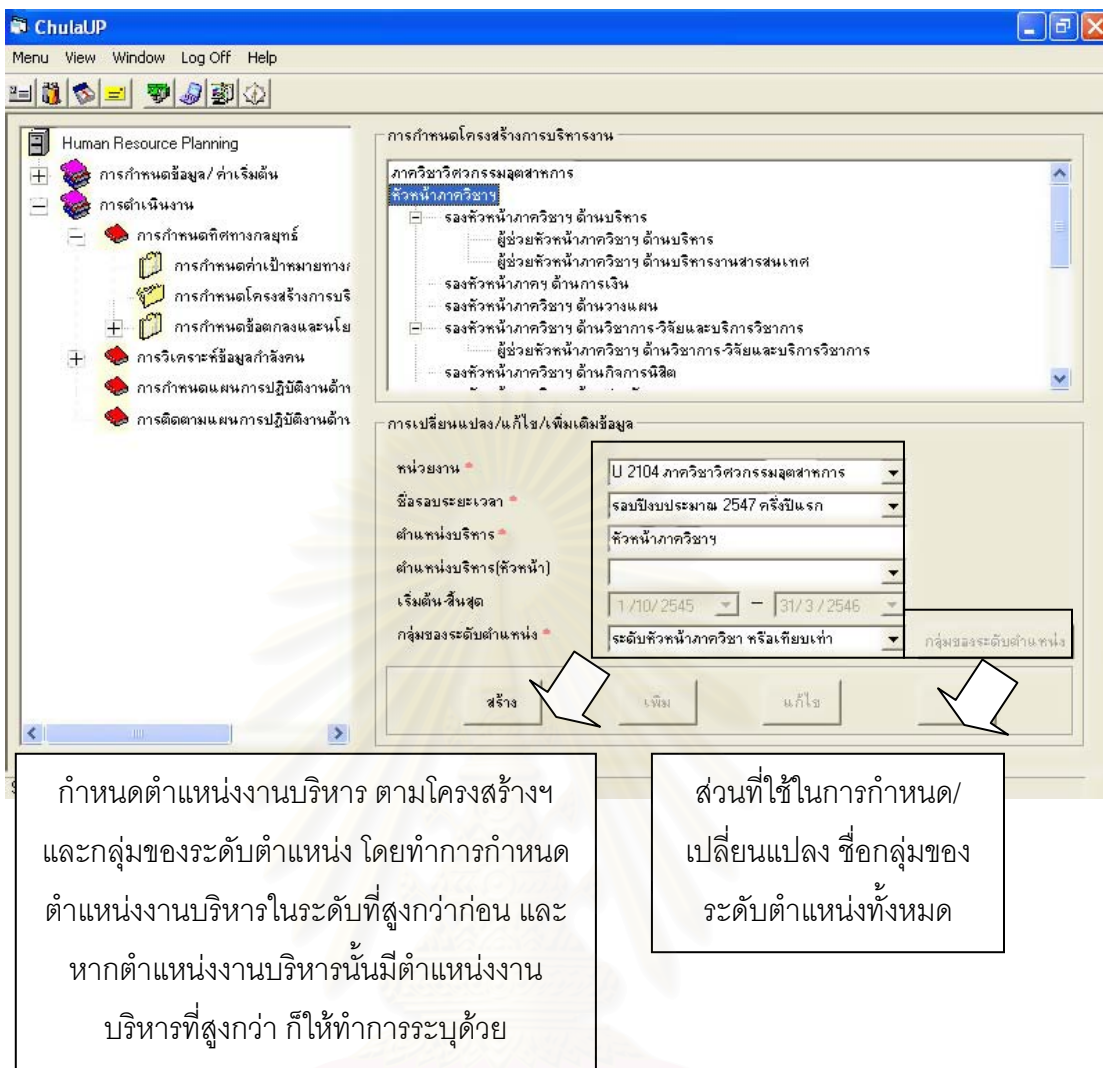 ChulaUP
Menu View Window Log Off Help
Human Resource Planning
การกำหนดข้อมูล/ ค่าเริ่มต้น
การดำเนินงาน
การกำหนดทิศทางกลยุทธ์
การกำหนดค่าเป้าหมายทาง
การกำหนดโครงสร้างการบริ
การกำหนดข้อตกลงและนโย
การวิเคราะห์ข้อมูลกำลังคน
การกำหนดแผนการปฏิบัติงานด้าน
การติดตามแผนการปฏิบัติงานด้าน
การกำหนดโครงสร้างการบริหารงาน
ภาควิชาวิศวกรรมอุตสาหการ
หัวหน้าภาควิชาฯ
รองหัวหน้าภาควิชาฯ ด้านบริหาร
ผู้ช่วยหัวหน้าภาควิชาฯ ด้านบริหาร
ผู้ช่วยหัวหน้าภาควิชาฯ ด้านบริหารงานสารสนเทศ
รองหัวหน้าภาคฯ ด้านการเงิน
รองหัวหน้าภาควิชาฯ ด้านวางแผน
รองหัวหน้าภาควิชาฯ ด้านวิชาการ-วิจัยและบริการวิชาการ
ผู้ช่วยหัวหน้าภาควิชาฯ ด้านวิชาการ-วิจัยและบริการวิชาการ
รองหัวหน้าภาควิชาฯ ด้านกิจการนิสิต
การเปลี่ยนแปลง/แก้ไข/เพิ่มเติมข้อมูล
หน่วยงาน * U 2104 ภาควิชาวิศวกรรมอุตสาหการ
ชื่อรอบระยะเวลา * รอบปีงบประมาณ 2547 ครึ่งปีแรก
ตำแหน่งบริหาร * หัวหน้าภาควิชาฯ
ตำแหน่งบริหาร(หัวหน้า)
เริ่มต้น-สิ้นสุด 1 /10/ 2545 – 31/ 3 / 2546
กลุ่มของระดับตำแหน่ง * ระดับหัวหน้าภาควิชา หรือเทียบเท่า กลุ่มของระดับตำแหน่ง
สร้าง เพิ่ม แก้ไข
กำหนดตำแหน่งงานบริหาร ตามโครงสร้างฯ
และกลุ่มของระดับตำแหน่ง โดยทำการกำหนด
ตำแหน่งงานบริหารในระดับที่สูงกว่าก่อน และ
หากตำแหน่งงานบริหารนั้นมีตำแหน่งงาน
บริหารที่สูงกว่า ก็ให้ทำการระบุด้วย
ส่วนที่ใช้ในการกำหนด/
เปลี่ยนแปลง ชื่อกลุ่มของ
ระดับตำแหน่งทั้งหมด